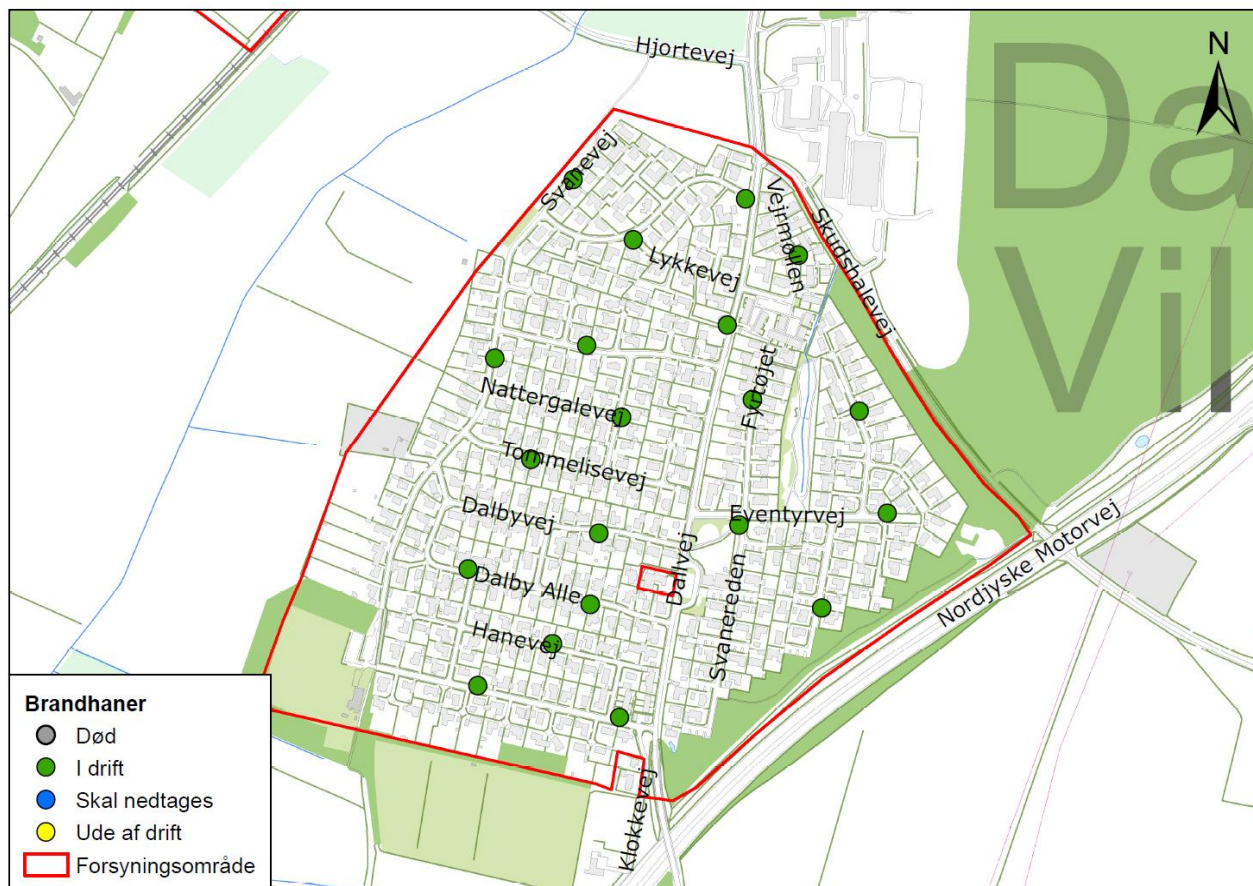 Hjortevej
N
Da
Vil
Svanevej
Vejrmøllen
Skudshalevej
Lykkevej
Fyrtøjet
Nattergalevej
Tommelisevej
Dalbyvej
Eventyrvej
Dallvej
Dalby Alle
Svanereden
Hanevej
Nordjyske Motorvej
Klokkevej
Brandhaner
Død
I drift
Skal nedtages
Ude af drift
Forsyningsområde